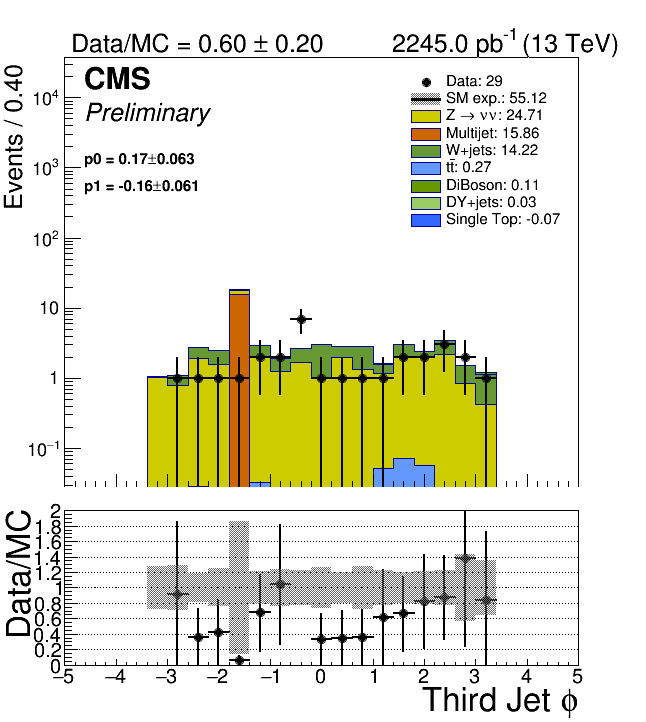 Data/MC = 0.60 ± 0.20 2245.0 pb⁻¹ (13 TeV)
CMS
Preliminary
p0 = 0.17±0.063
p1 = -0.16±0.061
Data: 29
SM exp.: 55.12
Z → νν: 24.71
Multijet: 15.86
W+jets: 14.22
tt̄: 0.27
DiBoson: 0.11
DY+jets: 0.03
Single Top: -0.07
Events / 0.40
10⁴
10³
10²
10
1
10⁻¹
Data/MC
2
1.8
1.6
1.4
1.2
1
0.8
0.6
0.4
0.2
0
−5 −4 −3 −2 −1 0 1 2 3 4 5
Third Jet ϕ